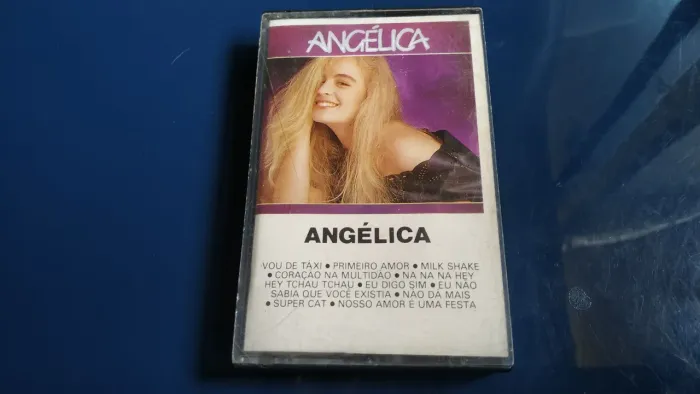 ANGÉLICA
ANGÉLICA
VOU DE TÁXI • PRIMEIRO AMOR • MILK SHAKE
• CORAÇÃO NA MULTIDÃO • NA NA NA HEY
HEY TCHAU TCHAU • EU DIGO SIM • EU NÃO
SABIA QUE VOCÊ EXISTIA • NÃO DÁ MAIS
• SUPER CAT • NOSSO AMOR É UMA FESTA